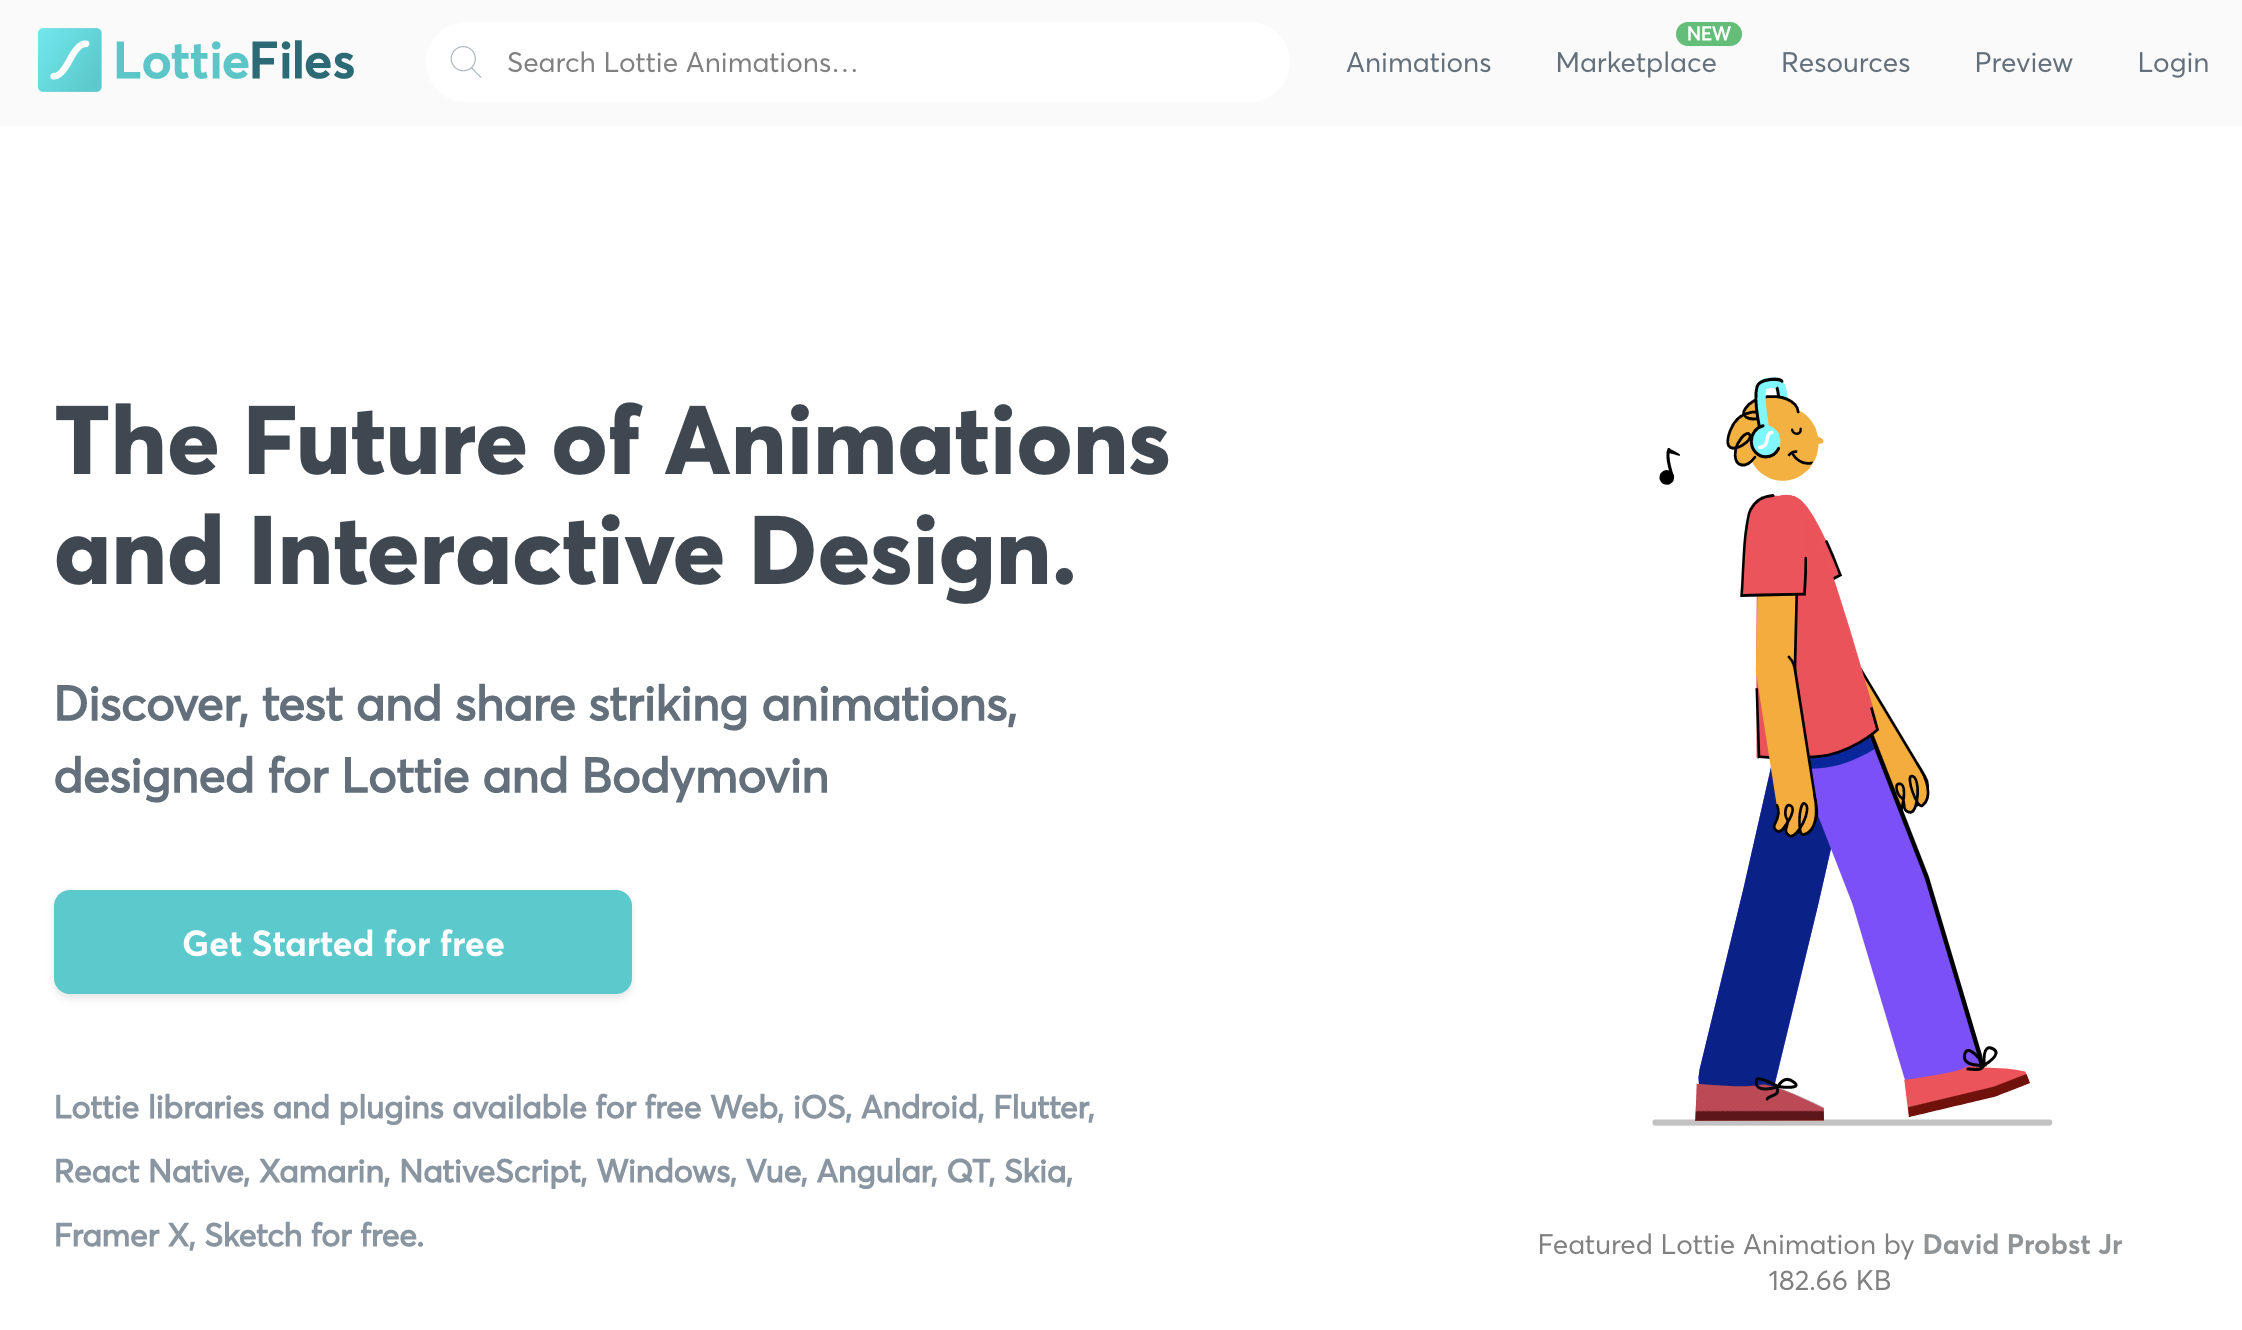 LottieFiles
Search Lottie Animations...
Animations
Marketplace
NEW
Resources
Preview
Login
The Future of Animations
and Interactive Design.
Discover, test and share striking animations,
designed for Lottie and Bodymovin
Get Started for free
Lottie libraries and plugins available for free Web, iOS, Android, Flutter,
React Native, Xamarin, NativeScript, Windows, Vue, Angular, QT, Skia,
Framer X, Sketch for free.
Featured Lottie Animation by David Probst Jr
182.66 KB